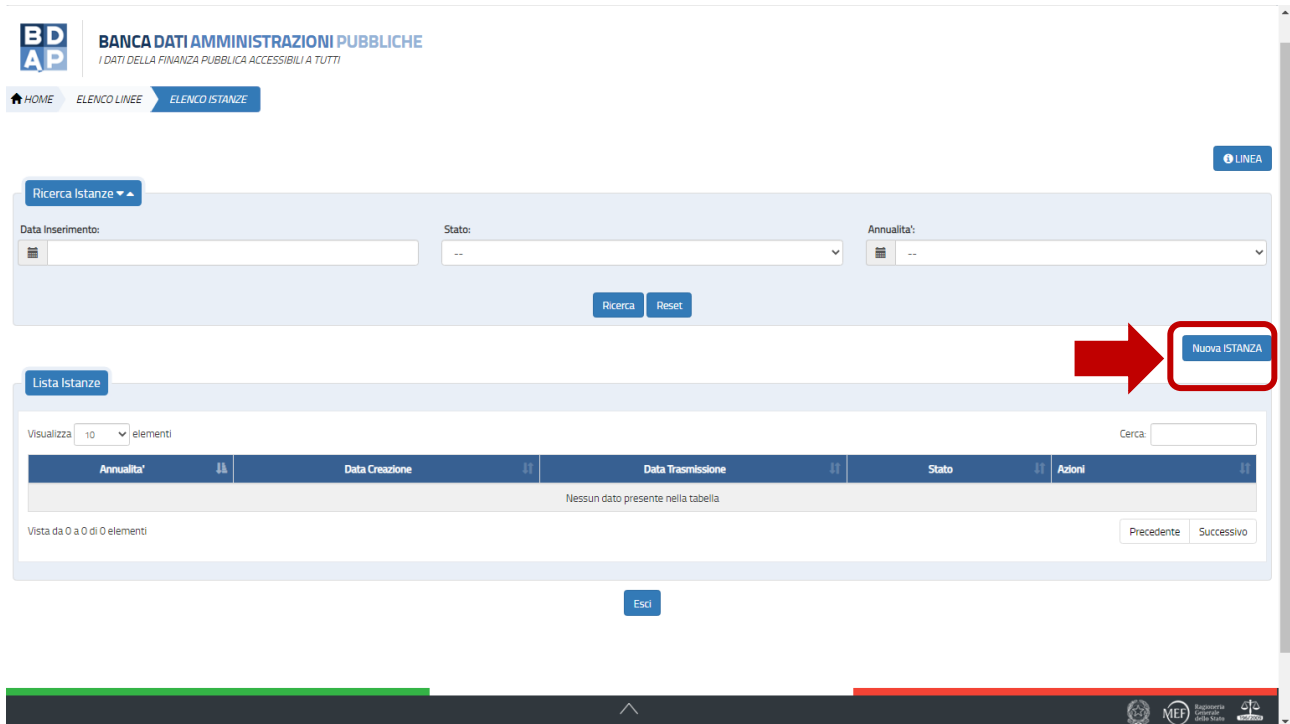 BD
AP
BANCA DATI AMMINISTRAZIONI PUBBLICHE
I DATI DELLA FINANZA PUBBLICA ACCESSIBILI A TUTTI
HOME ELENCO LINEE ELENCO ISTANZE
LINEA
Ricerca Istanze
Data Inserimento: Stato: Annualita':
-- --
Ricerca Reset
Nuova ISTANZA
Lista Istanze
Visualizza 10 elementi Cerca:
Annualita' Data Creazione Data Trasmissione Stato Azioni
Nessun dato presente nella tabella
Vista da 0 a 0 di 0 elementi Precedente Successivo
Esci
MEF
Ragioneria
Generale
dello Stato